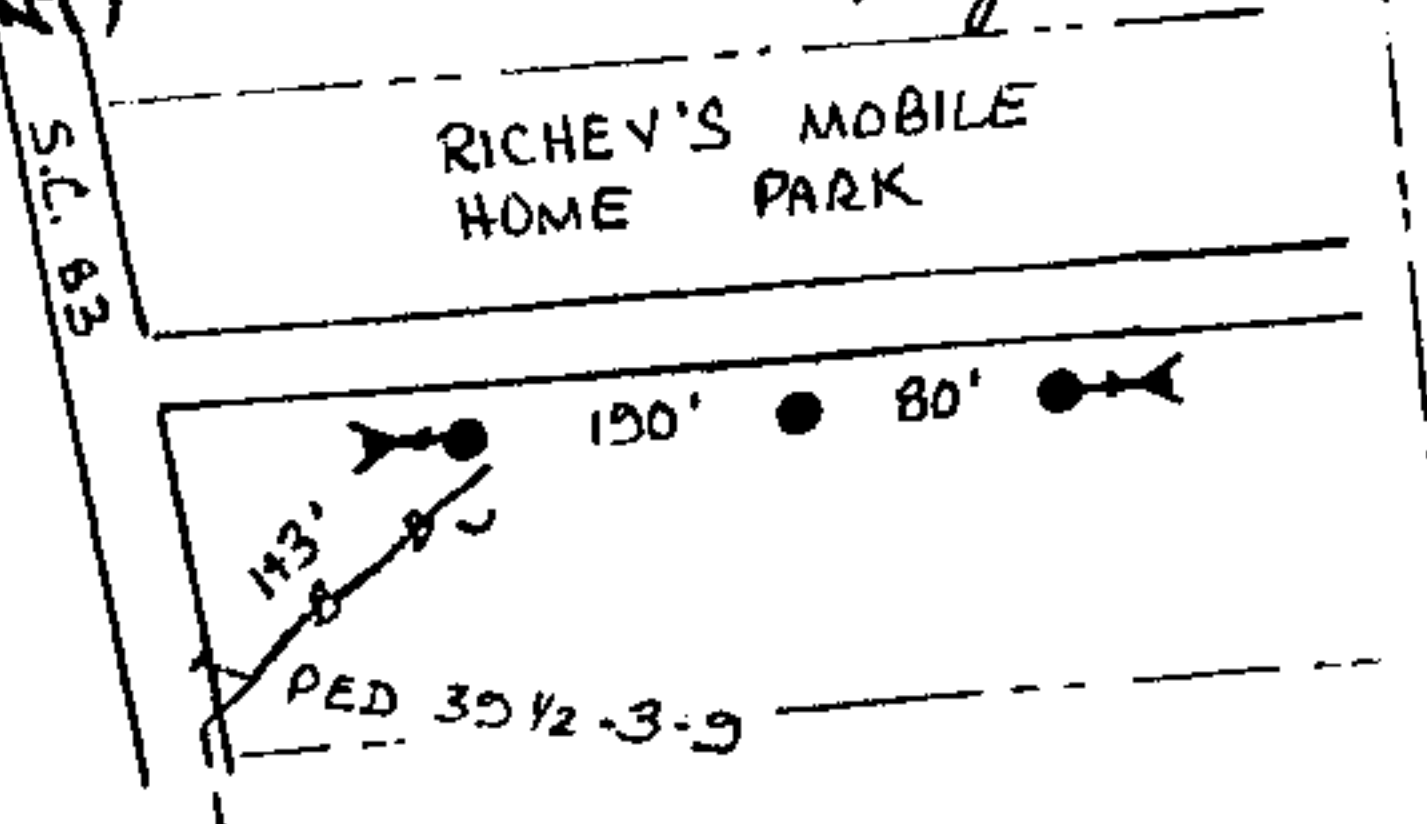 S.C. 83
RICHEY'S MOBILE
HOME PARK
190' 80'
143'
PED 39 1/2 - 3 - 9